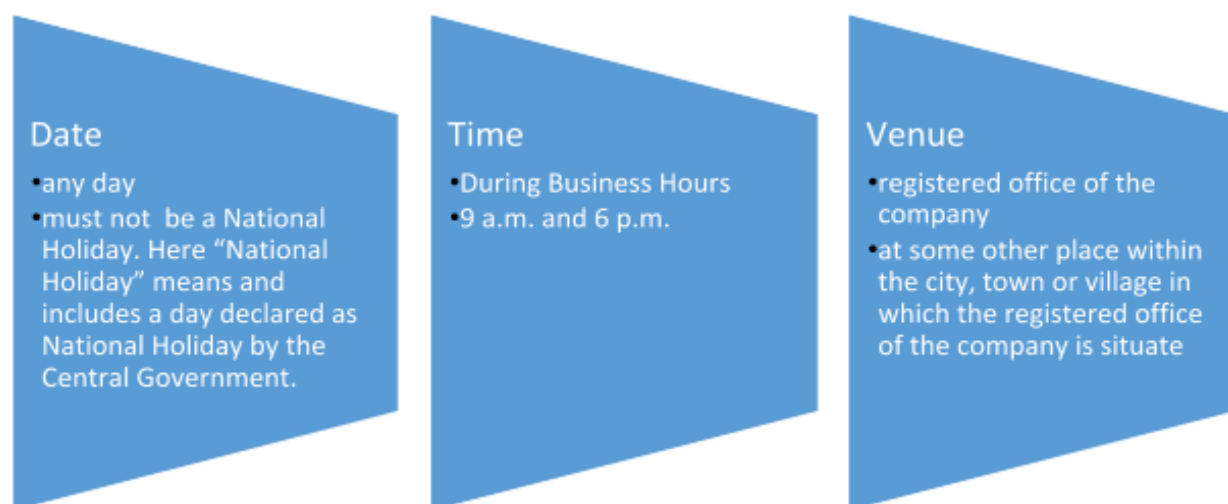 Date
•any day
•must not  be a National
Holiday. Here “National
Holiday” means and
includes a day declared as
National Holiday by the
Central Government.
Time
•During Business Hours
•9 a.m. and 6 p.m.
Venue
•registered office of the
company
•at some other place within
the city, town or village in
which the registered office
of the company is situate